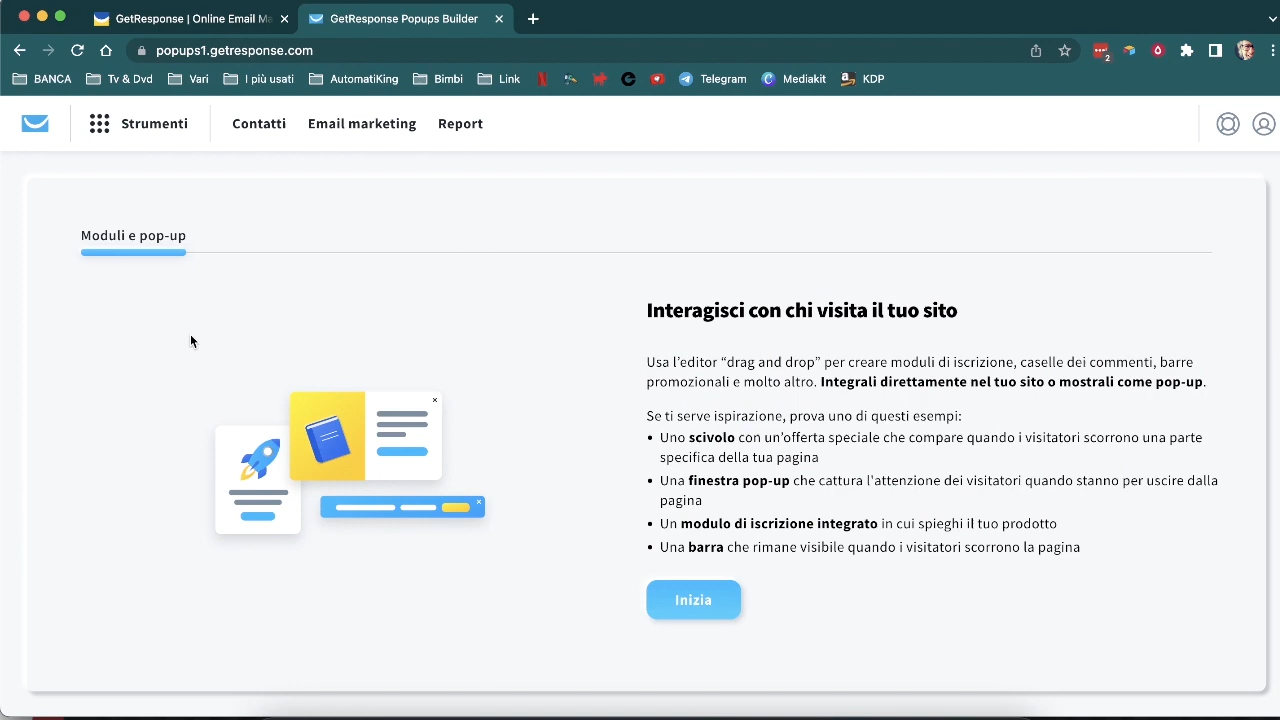 GetResponse | Online Email Ma
GetResponse Popups Builder
popups1.getresponse.com
2
BANCA
Tv & Dvd
Vari
I più usati
AutomatiKing
Bimbi
Link
Telegram
Mediakit
KDP
Strumenti
Contatti
Email marketing
Report
Moduli e pop-up
Interagisci con chi visita il tuo sito
Usa l’editor “drag and drop” per creare moduli di iscrizione, caselle dei commenti, barre
promozionali e molto altro. Integrali direttamente nel tuo sito o mostrali come pop-up.
Se ti serve ispirazione, prova uno di questi esempi:
• Uno scivolo con un’offerta speciale che compare quando i visitatori scorrono una parte
specifica della tua pagina
• Una finestra pop-up che cattura l'attenzione dei visitatori quando stanno per uscire dalla
pagina
• Un modulo di iscrizione integrato in cui spieghi il tuo prodotto
• Una barra che rimane visibile quando i visitatori scorrono la pagina
Inizia